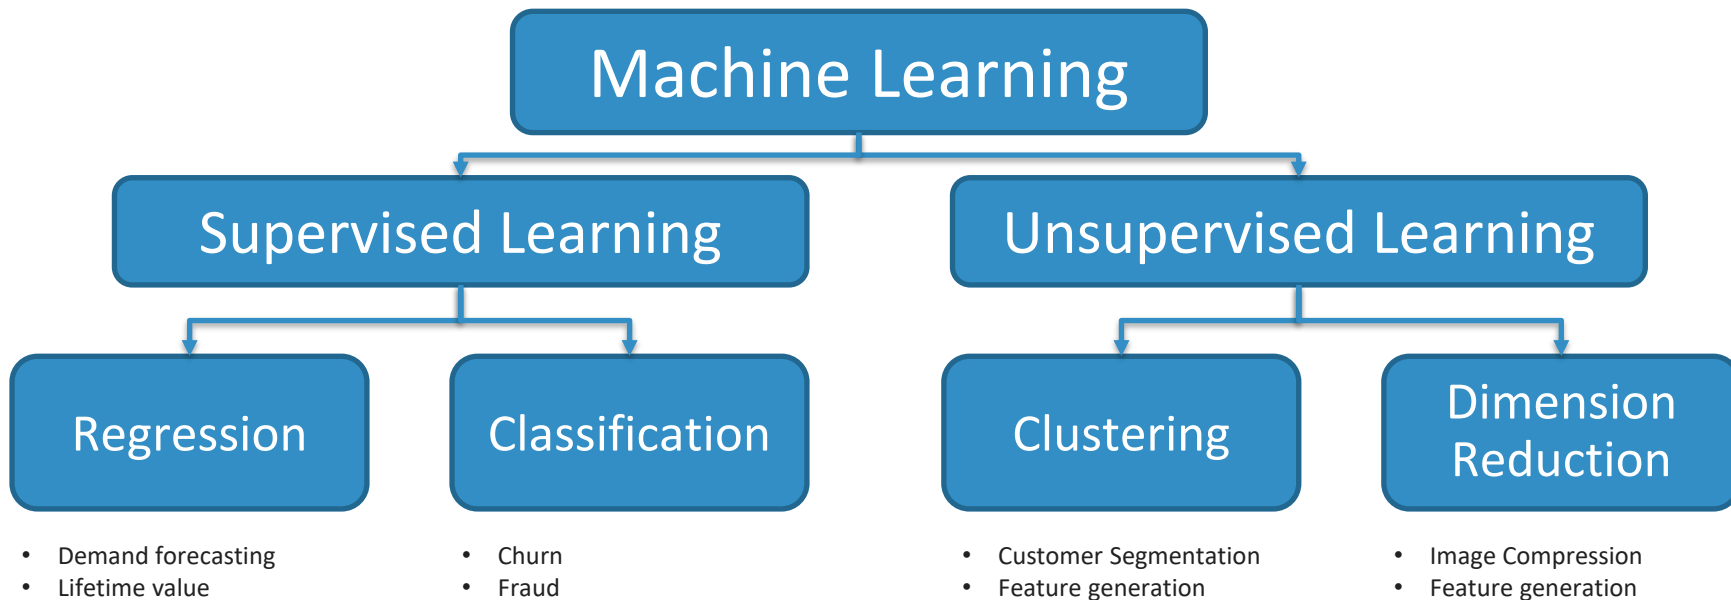 Machine Learning
Supervised Learning
Unsupervised Learning
Regression
Classification
Clustering
Dimension
Reduction
• Demand forecasting
• Lifetime value
• Churn
• Fraud
• Customer Segmentation
• Feature generation
• Image Compression
• Feature generation